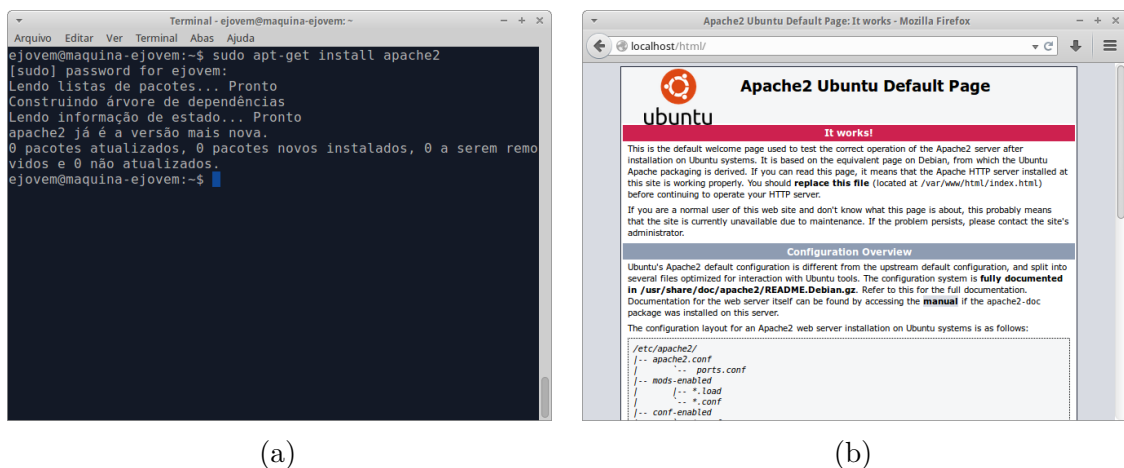 Terminal - ejovem@maquina-ejovem: ~
Arquivo Editar Ver Terminal Abas Ajuda
ejovem@maquina-ejovem:~$ sudo apt-get install apache2
[sudo] password for ejovem:
Lendo listas de pacotes... Pronto
Construindo árvore de dependências
Lendo informação de estado... Pronto
apache2 já é a versão mais nova.
0 pacotes atualizados, 0 pacotes novos instalados, 0 a serem remo
vidos e 0 não atualizados.
ejovem@maquina-ejovem:~$
(a)
Apache2 Ubuntu Default Page: It works - Mozilla Firefox
localhost/html/
ubuntu
Apache2 Ubuntu Default Page
It works!
This is the default welcome page used to test the correct operation of the Apache2 server after
installation on Ubuntu systems. It is based on the equivalent page on Debian, from which the Ubuntu
Apache packaging is derived. If you can read this page, it means that the Apache HTTP server installed at
this site is working properly. You should replace this file (located at /var/www/html/index.html)
before continuing to operate your HTTP server.
If you are a normal user of this web site and don't know what this page is about, this probably means
that the site is currently unavailable due to maintenance. If the problem persists, please contact the site's
administrator.
Configuration Overview
Ubuntu's Apache2 default configuration is different from the upstream default configuration, and split into
several files optimized for interaction with Ubuntu tools. The configuration system is fully documented
in /usr/share/doc/apache2/README.Debian.gz. Refer to this for the full documentation.
Documentation for the web server itself can be found by accessing the manual if the apache2-doc
package was installed on this server.
The configuration layout for an Apache2 web server installation on Ubuntu systems is as follows:
/etc/apache2/
|-- apache2.conf
|       `--  ports.conf
|-- mods-enabled
|       |-- *.load
|       `-- *.conf
|-- conf-enabled
(b)